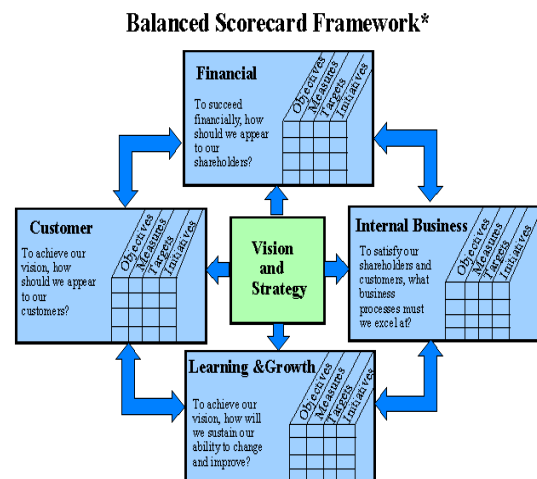 Balanced Scorecard Framework*
Financial
To succeed
financially, how
should we appear
to our
shareholders?
Objectives
Measures
Targets
Initiatives
Customer
To achieve our
vision, how
should we appear
to our
customers?
Objectives
Measures
Targets
Initiatives
Vision
and
Strategy
Internal Business
To satisfy our
shareholders and
customers, what
business
processes must
we excel at?
Objectives
Measures
Targets
Initiatives
Learning &Growth
To achieve our
vision, how will
we sustain our
ability to change
and improve?
Objectives
Measures
Targets
Initiatives